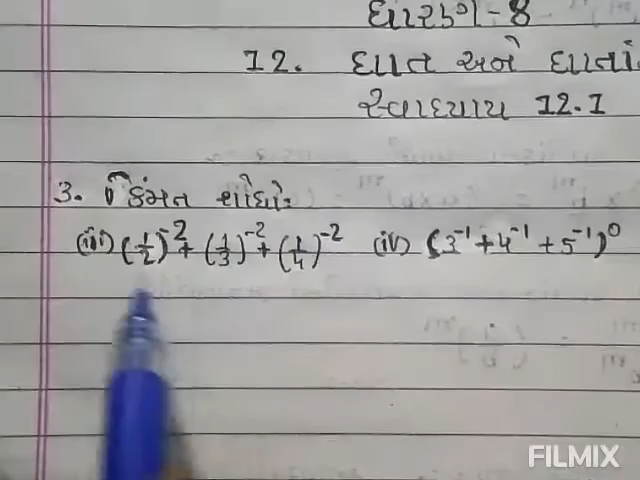 ધોરણ-8
12. ઘાત અને ઘાતાં
સ્વાધ્યાય 12.1
3. કિંમત શોધો:
(iii) (1/2)⁻² + (1/3)⁻² + (1/4)⁻² (iv) (3⁻¹ + 4⁻¹ + 5⁻¹)⁰
FILMIX